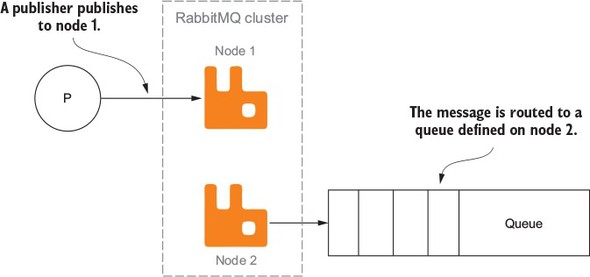 A publisher publishes
to node 1.
RabbitMQ cluster
Node 1
P
The message is routed to a
queue defined on node 2.
Queue
Node 2